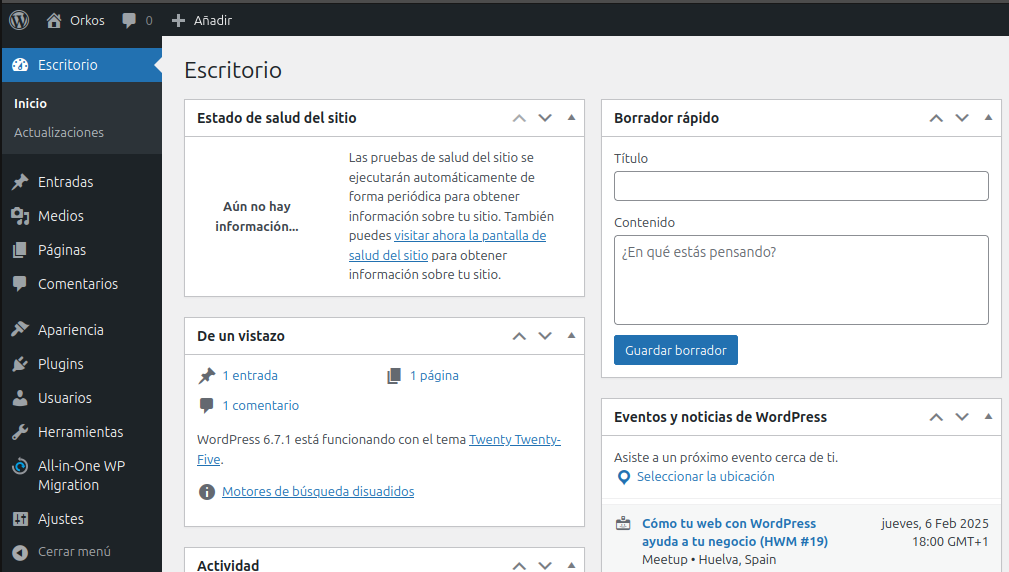 Orkos 0 Añadir
Escritorio
Inicio
Actualizaciones
Entradas
Medios
Páginas
Comentarios
Apariencia
Plugins
Usuarios
Herramientas
All-in-One WP
Migration
Ajustes
Cerrar menú
Escritorio
Estado de salud del sitio
Aún no hay
información...
Las pruebas de salud del sitio se
ejecutarán automáticamente de
forma periódica para obtener
información sobre tu sitio. También
puedes visitar ahora la pantalla de
salud del sitio para obtener
información sobre tu sitio.
De un vistazo
1 entrada
1 página
1 comentario
WordPress 6.7.1 está funcionando con el tema Twenty Twenty-
Five.
Motores de búsqueda disuadidos
Actividad
Borrador rápido
Título
Contenido
¿En qué estás pensando?
Guardar borrador
Eventos y noticias de WordPress
Asiste a un próximo evento cerca de ti.
Seleccionar la ubicación
Cómo tu web con WordPress
ayuda a tu negocio (HWM #19)
Meetup • Huelva, Spain
jueves, 6 Feb 2025
18:00 GMT+1